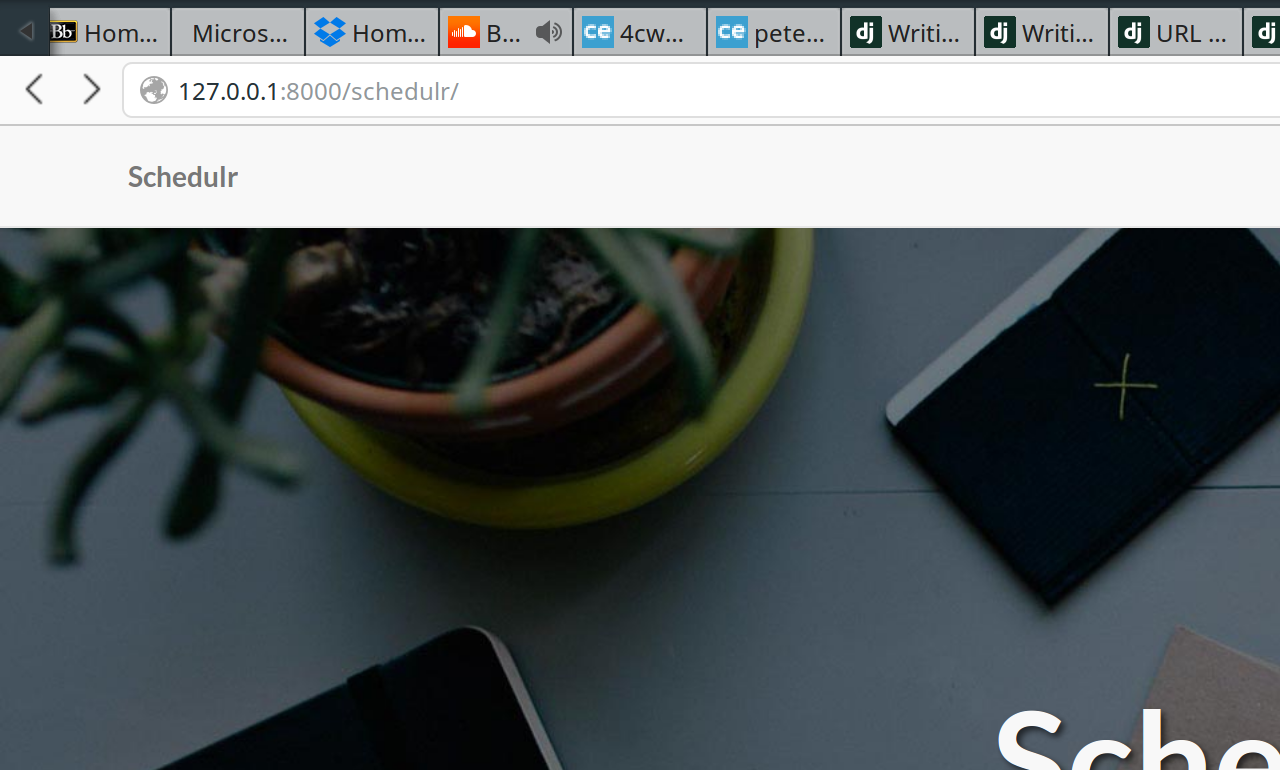 Bb Hom... Micros... Hom... B... ce 4cw... ce pete... dj Writi... dj Writi... dj URL ... dj
127.0.0.1:8000/schedulr/
Schedulr
Sche